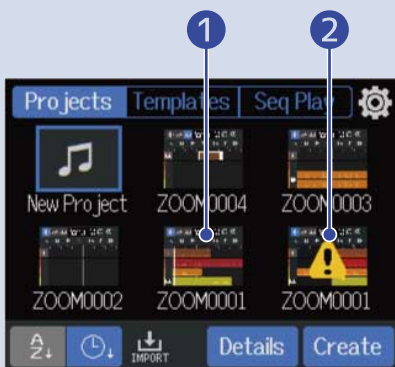 1 2
Projects Templates Seq Play
New Project ZOOM0004 ZOOM0003
ZOOM0002 ZOOM0001 ZOOM0001
A Z↓ ↓ IMPORT Details Create